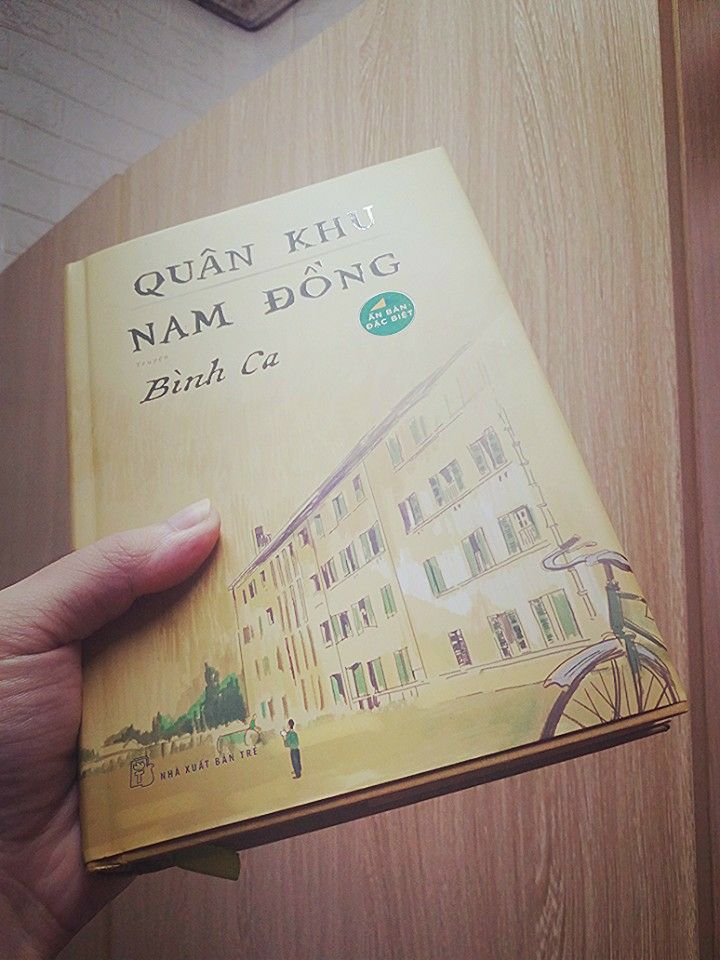 QUÂN KHU
NAM ĐỒNG
Truyện
Bình Ca
ẤN BẢN
ĐẶC BIỆT
NHÀ XUẤT BẢN TRẺ